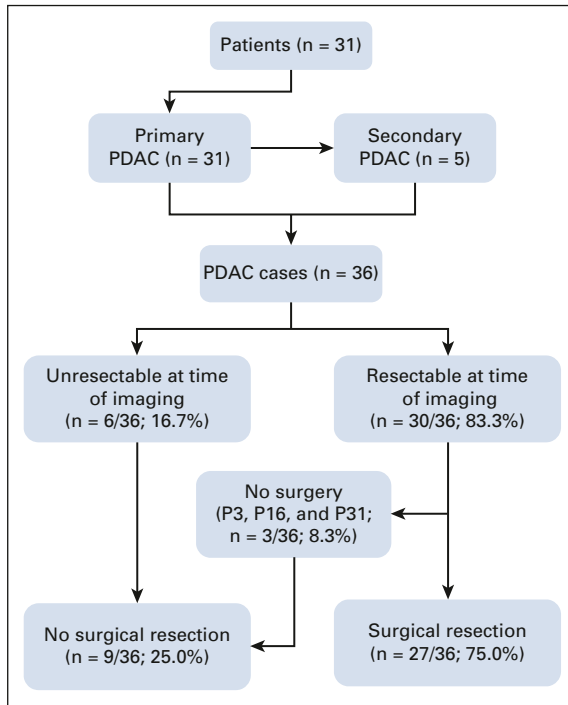 Patients (n = 31)
Primary
PDAC (n = 31)
Secondary
PDAC (n = 5)
PDAC cases (n = 36)
Unresectable at time
of imaging
(n = 6/36; 16.7%)
Resectable at time
of imaging
(n = 30/36; 83.3%)
No surgery
(P3, P16, and P31;
n = 3/36; 8.3%)
No surgical resection
(n = 9/36; 25.0%)
Surgical resection
(n = 27/36; 75.0%)